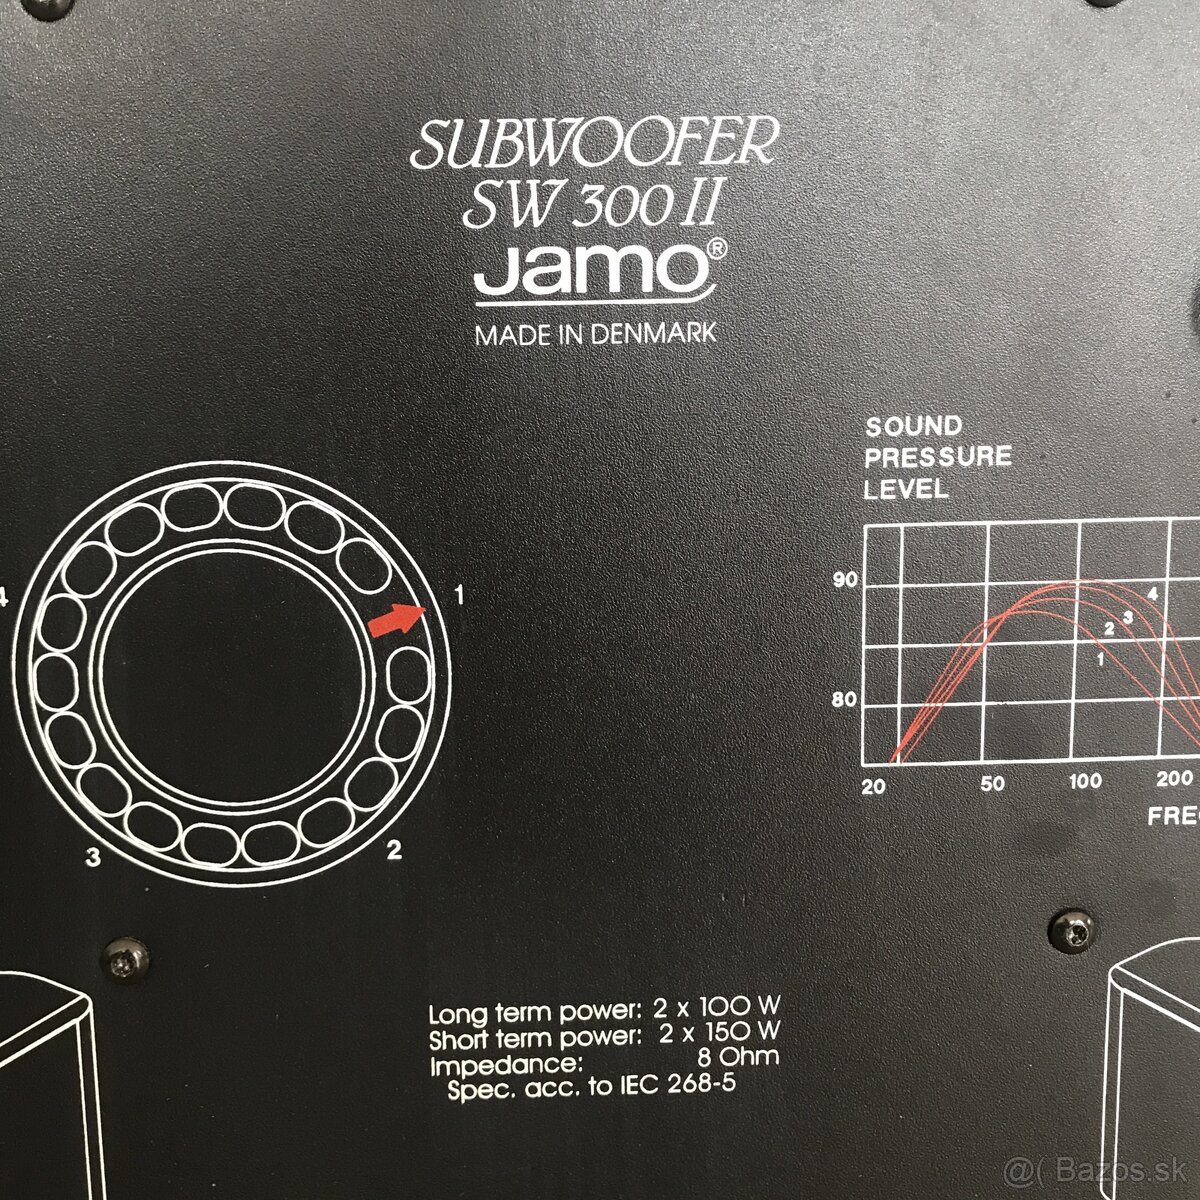 SUBWOOFER
SW 300 II
Jamo®
MADE IN DENMARK
SOUND
PRESSURE
LEVEL
90
80
4
3
2
1
20 50 100 200
4
1
3
2
Long term power: 2 x 100 W
Short term power: 2 x 150 W
Impedance: 8 Ohm
Spec. acc. to IEC 268-5
@( Bazos.sk